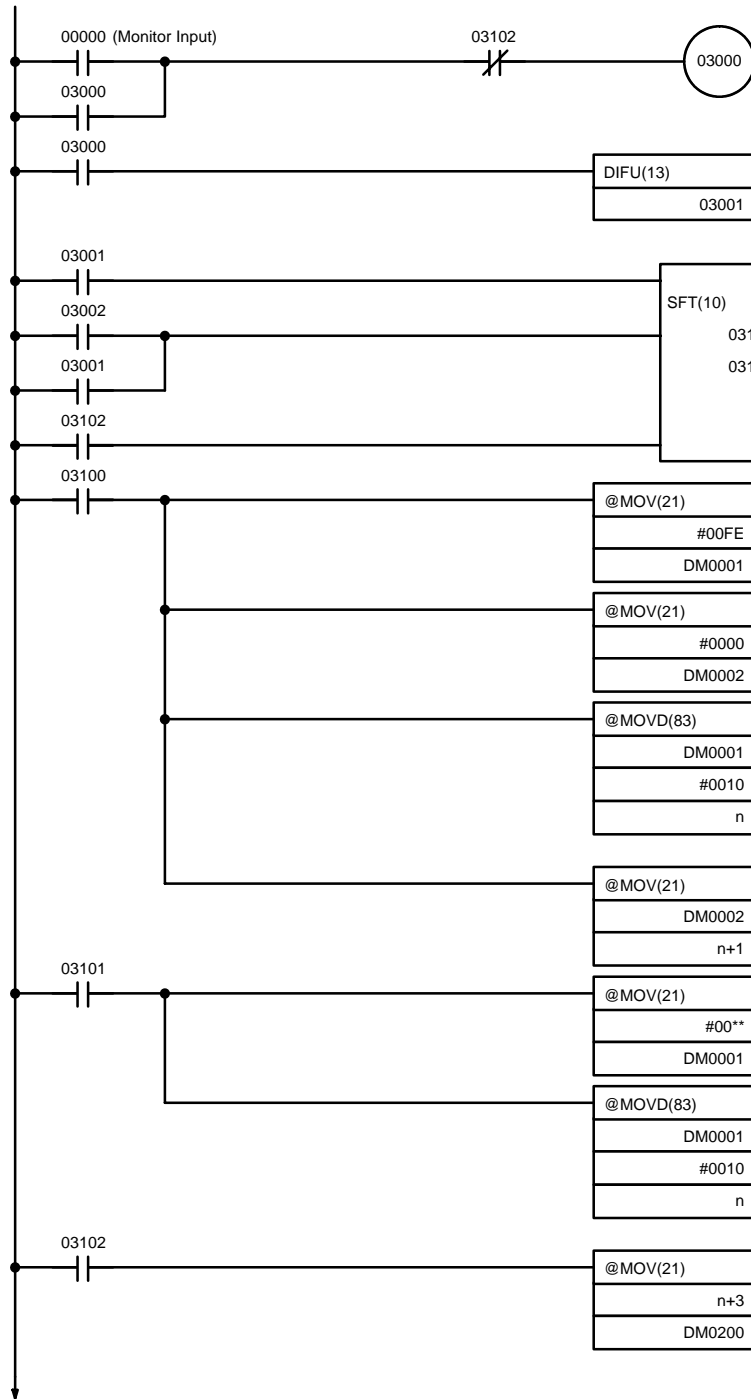 00000 (Monitor Input)
03102
03000
03000
03000
DIFU(13)
03001
03001
SFT(10)
03002
031
03001
031
03102
03100
@MOV(21)
#00FE
DM0001
@MOV(21)
#0000
DM0002
@MOVD(83)
DM0001
#0010
n
@MOV(21)
DM0002
n+1
03101
@MOV(21)
#00**
DM0001
@MOVD(83)
DM0001
#0010
n
03102
@MOV(21)
n+3
DM0200